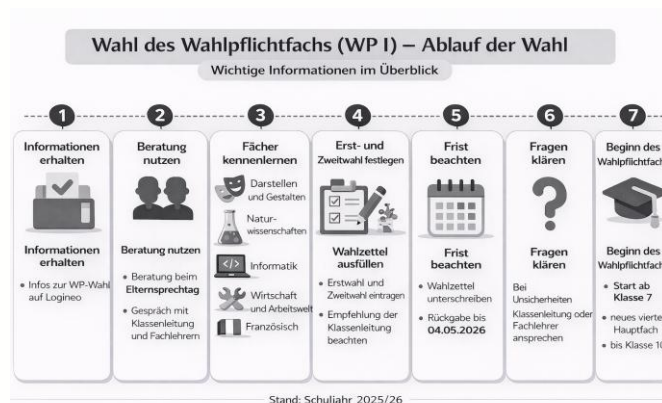 Wahl des Wahlpflichtfachs (WP I) – Ablauf der Wahl
Wichtige Informationen im Überblick
1
Informationen
erhalten
Informationen
erhalten
• Infos zur WP-Wahl
auf Logineo
2
Beratung
nutzen
Beratung nutzen
• Beratung beim
Elternsprechtag
• Gespräch mit
Klassenleitung
und Fachlehrern
3
Fächer
kennenlernen
Darstellen
und Gestalten
Natur-
wissenschaften
</>
Informatik
Wirtschaft
und Arbeitswelt
Französisch
4
Erst- und
Zweitwahl festlegen
Wahlzettel
ausfüllen
• Erstwahl und
Zweitwahl eintragen
• Empfehlung der
Klassenleitung
beachten
5
Frist
beachten
Frist
beachten
• Wahlzettel
unterschreiben
• Rückgabe bis
04.05.2026
6
Fragen
klären
Fragen
klären
Bei
Unsicherheiten
Klassenleitung oder
Fachlehrer
ansprechen
7
Beginn des
Wahlpflichtfach
Beginn des
Wahlpflichtfach
• Start ab
Klasse 7
• neues vierte
Hauptfach
• bis Klasse 10
Stand: Schuljahr 2025/26